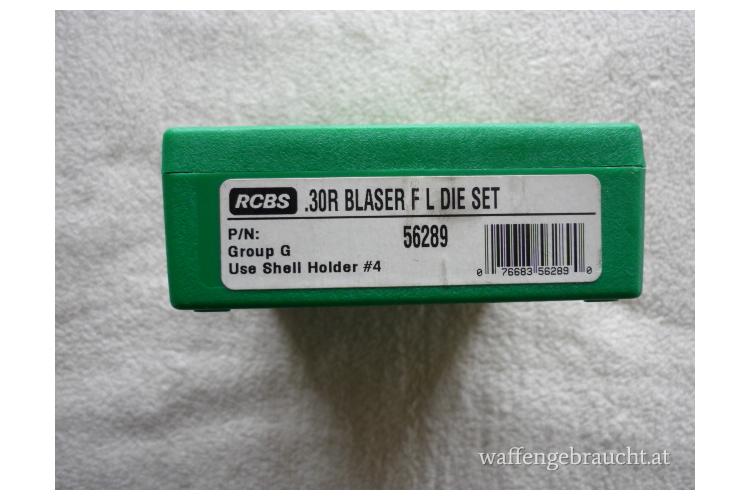 RCBS .30R BLASER F L DIE SET
P/N: 56289
Group G
Use Shell Holder #4
0 76683 56289 0
waffengebraucht.at